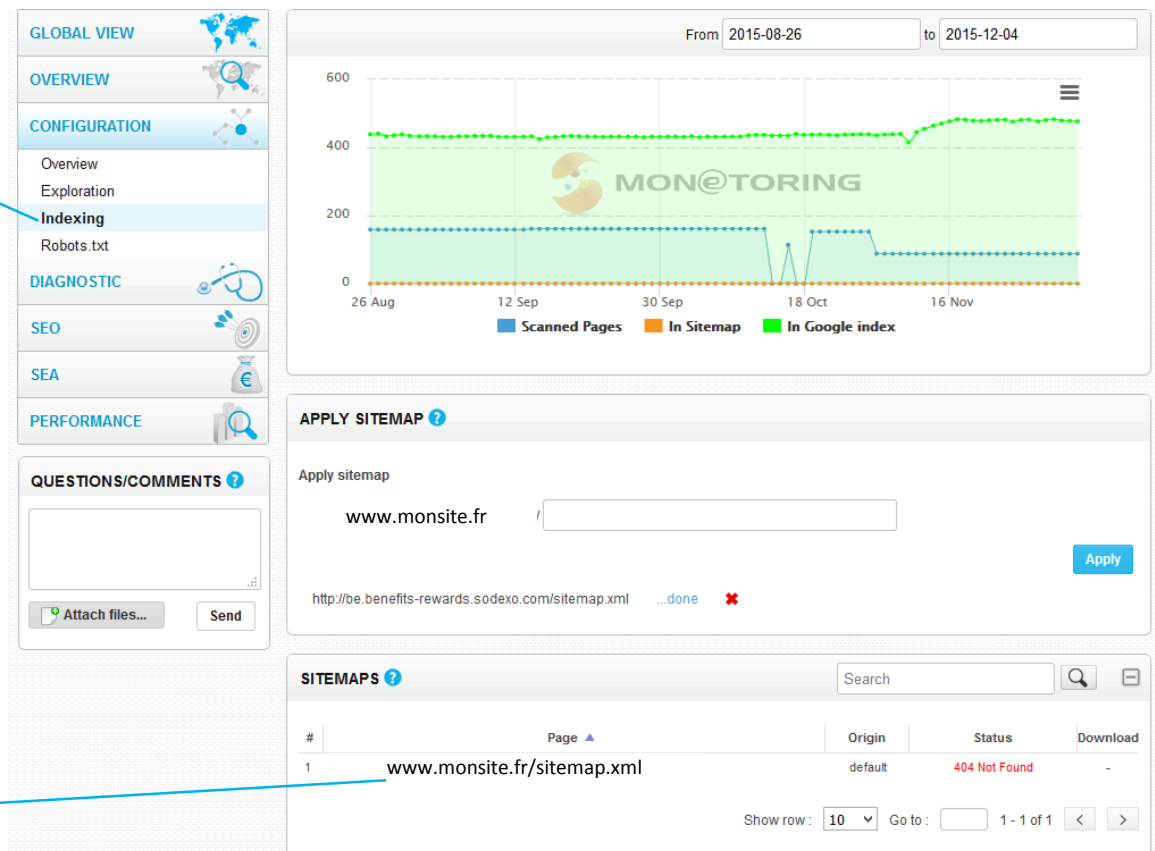 GLOBAL VIEW
OVERVIEW
CONFIGURATION
Overview
Exploration
Indexing
Robots.txt
DIAGNOSTIC
SEO
SEA
€
PERFORMANCE
QUESTIONS/COMMENTS ?
Attach files...
Send
From 2015-08-26 to 2015-12-04
600
400
200
0
MON@TORING
26 Aug 12 Sep 30 Sep 18 Oct 16 Nov
Scanned Pages In Sitemap In Google index
APPLY SITEMAP ?
Apply sitemap
www.monsite.fr /
Apply
http://be.benefits-rewards.sodexo.com/sitemap.xml ...done
SITEMAPS ?
Search
# Page Origin Status Download
1 www.monsite.fr/sitemap.xml default 404 Not Found -
Show row : 10 Go to : 1 - 1 of 1 < >